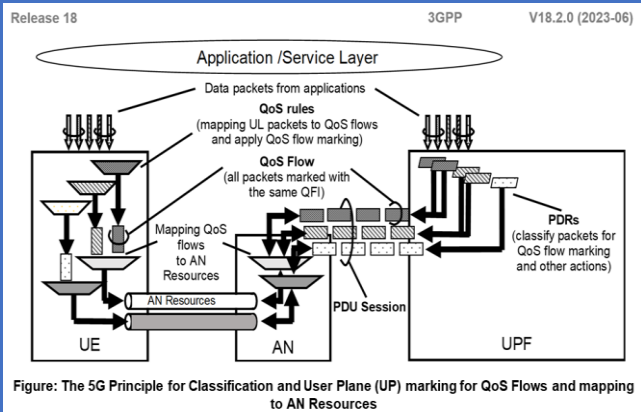 Release 18 3GPP V18.2.0 (2023-06)
Application /Service Layer
Data packets from applications
QoS rules
(mapping UL packets to QoS flows
and apply QoS flow marking)
QoS Flow
(all packets marked with
the same QFI)
Mapping QoS
flows
to AN
Resources
PDRs
(classify packets for
QoS flow marking
and other actions)
AN Resources
PDU Session
UE
AN
UPF
Figure: The 5G Principle for Classification and User Plane (UP) marking for QoS Flows and mapping
to AN Resources